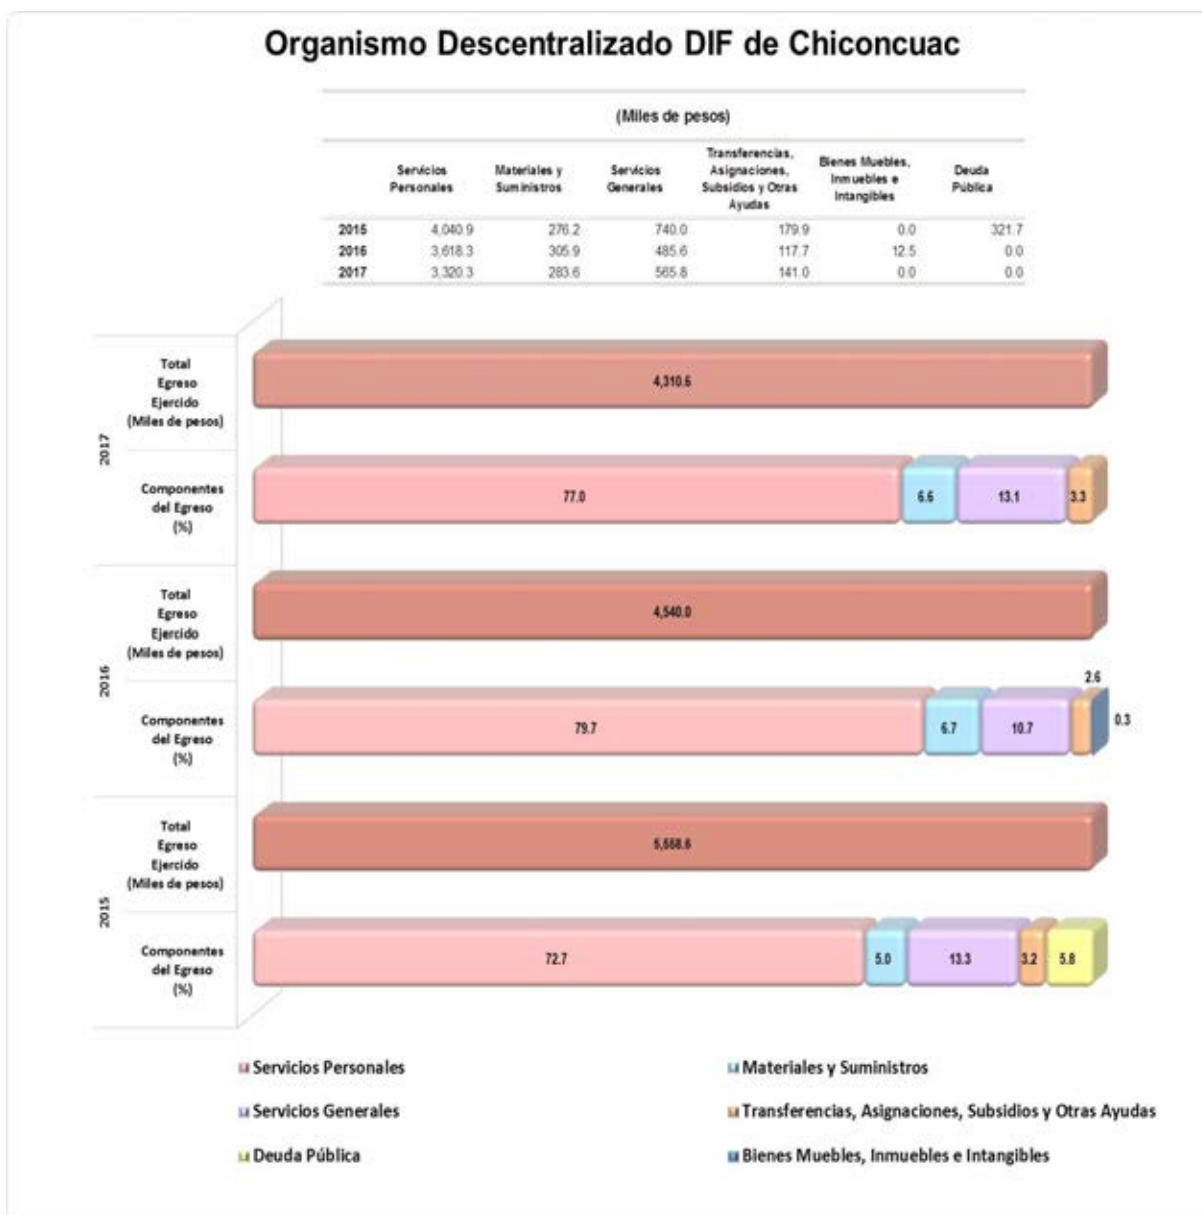 Organismo Descentralizado DIF de Chiconcuac
(Miles de pesos)
Servicios Personales Materiales y Suministros Servicios Generales Transferencias, Asignaciones, Subsidios y Otras Ayudas Bienes Muebles, Inmuebles e Intangibles Deuda Pública
2015 4,040.9 276.2 740.0 179.9 0.0 321.7
2016 3,618.3 305.9 485.6 117.7 12.5 0.0
2017 3,320.3 283.6 565.8 141.0 0.0 0.0
2017
Total
Egreso
Ejercido
(Miles de pesos)
4,310.6
Componentes
del Egreso
(%)
77.0 6.6 13.1 3.3
2016
Total
Egreso
Ejercido
(Miles de pesos)
4,540.0
Componentes
del Egreso
(%)
79.7 6.7 10.7 2.6 0.3
2015
Total
Egreso
Ejercido
(Miles de pesos)
5,558.6
Componentes
del Egreso
(%)
72.7 5.0 13.3 3.2 5.8
Servicios Personales
Materiales y Suministros
Servicios Generales
Transferencias, Asignaciones, Subsidios y Otras Ayudas
Deuda Pública
Bienes Muebles, Inmuebles e Intangibles